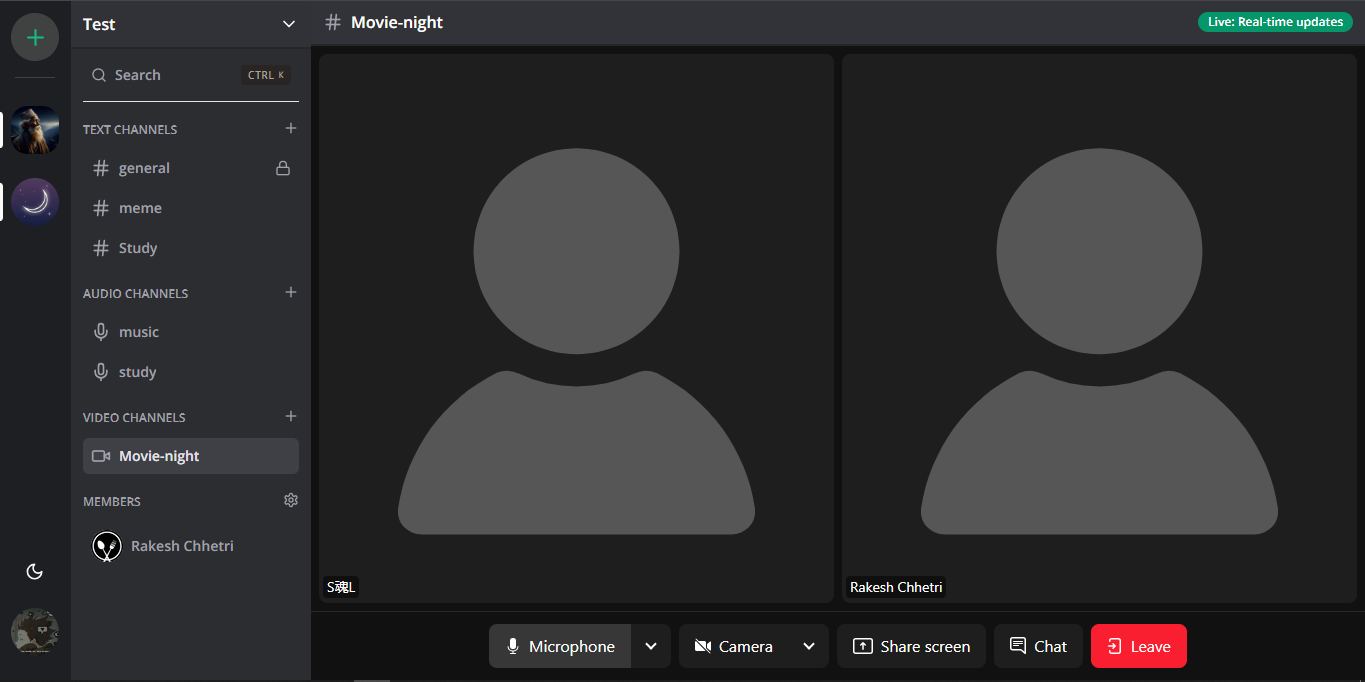 Test
Search
CTRL K
TEXT CHANNELS
general
meme
Study
AUDIO CHANNELS
music
study
VIDEO CHANNELS
Movie-night
MEMBERS
Rakesh Chhetri
# Movie-night
Live: Real-time updates
S魂L
Rakesh Chhetri
Microphone
Camera
Share screen
Chat
Leave